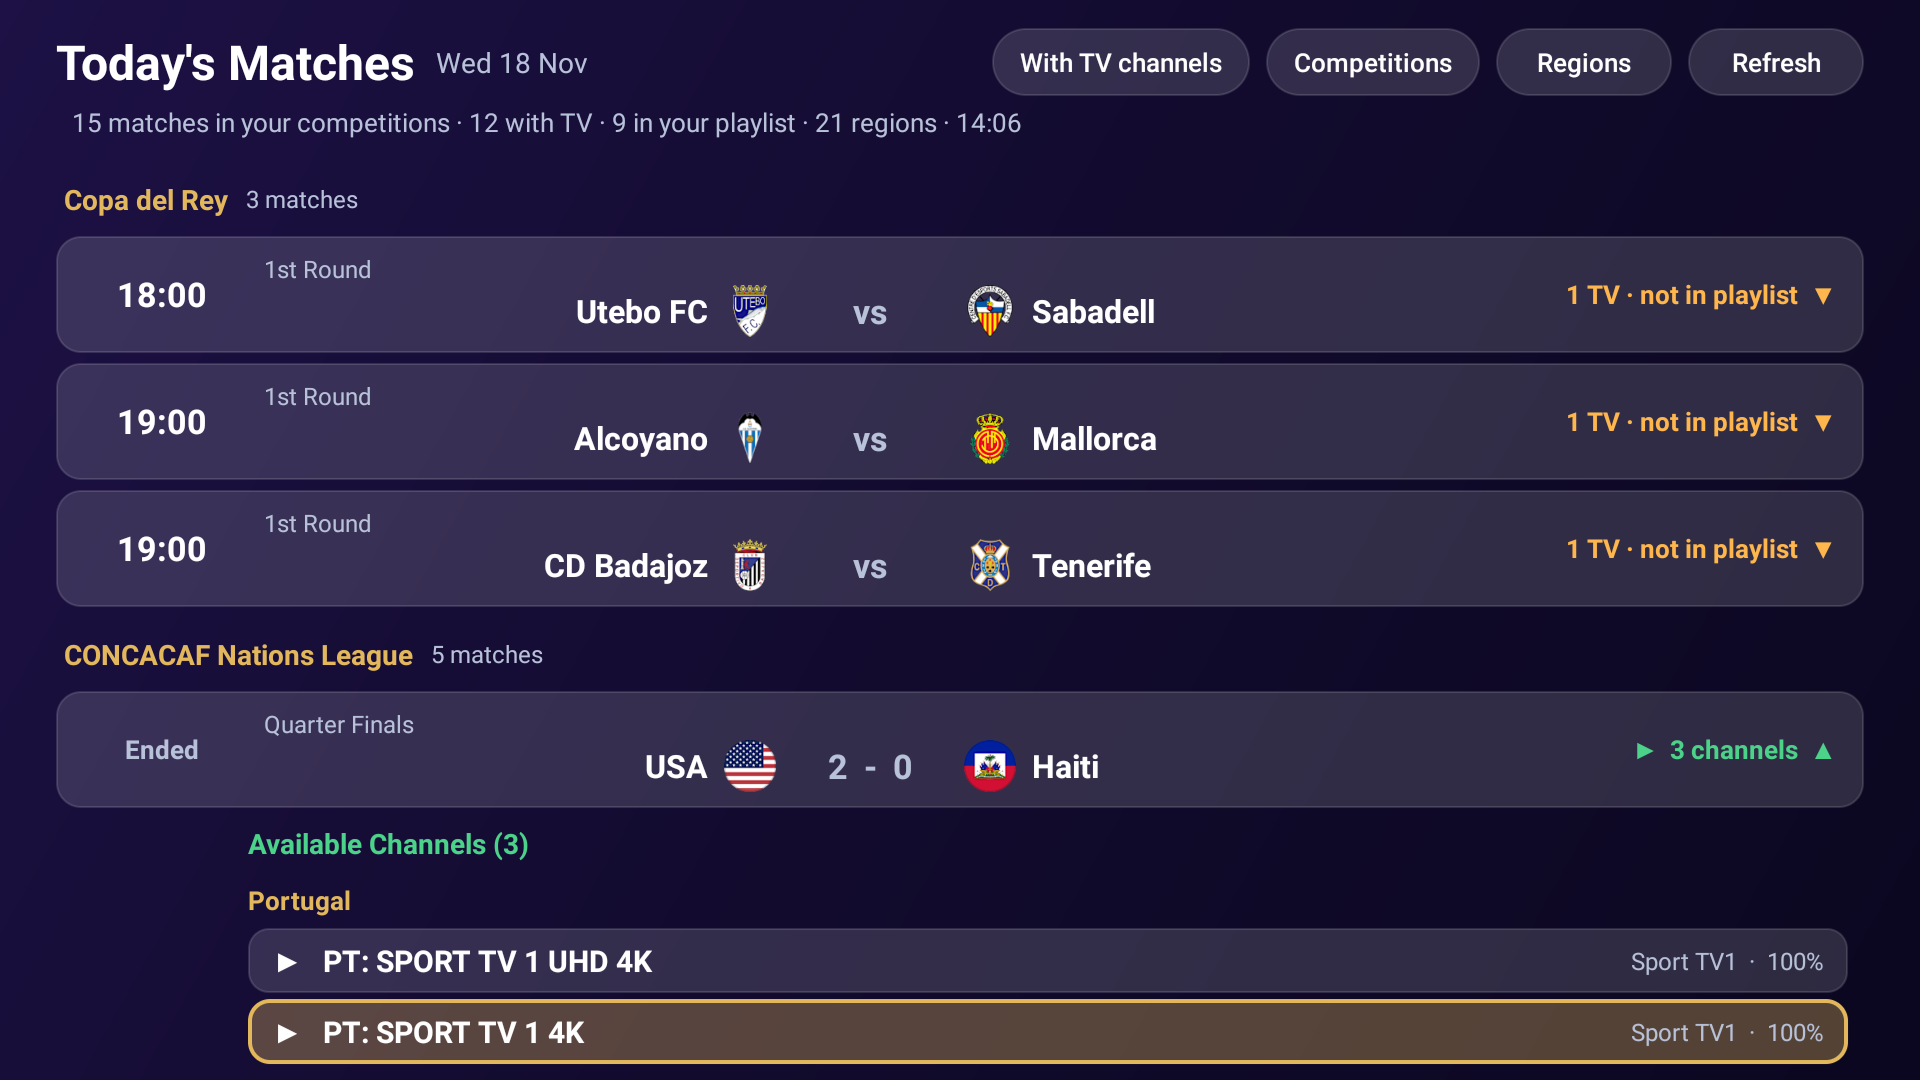 Today's Matches Wed 18 Nov With TV channels Competitions Regions Refresh
15 matches in your competitions · 12 with TV · 9 in your playlist · 21 regions · 14:06
Copa del Rey 3 matches
1st Round
18:00 Utebo FC UTEBO F.C. vs Sabadell 1 TV · not in playlist ▼
1st Round
19:00 Alcoyano vs Mallorca 1 TV · not in playlist ▼
1st Round
19:00 CD Badajoz vs Tenerife 1 TV · not in playlist ▼
CONCACAF Nations League 5 matches
Quarter Finals
Ended USA 2 - 0 Haiti ► 3 channels ▲
Available Channels (3)
Portugal
► PT: SPORT TV 1 UHD 4K Sport TV1 · 100%
► PT: SPORT TV 1 4K Sport TV1 · 100%